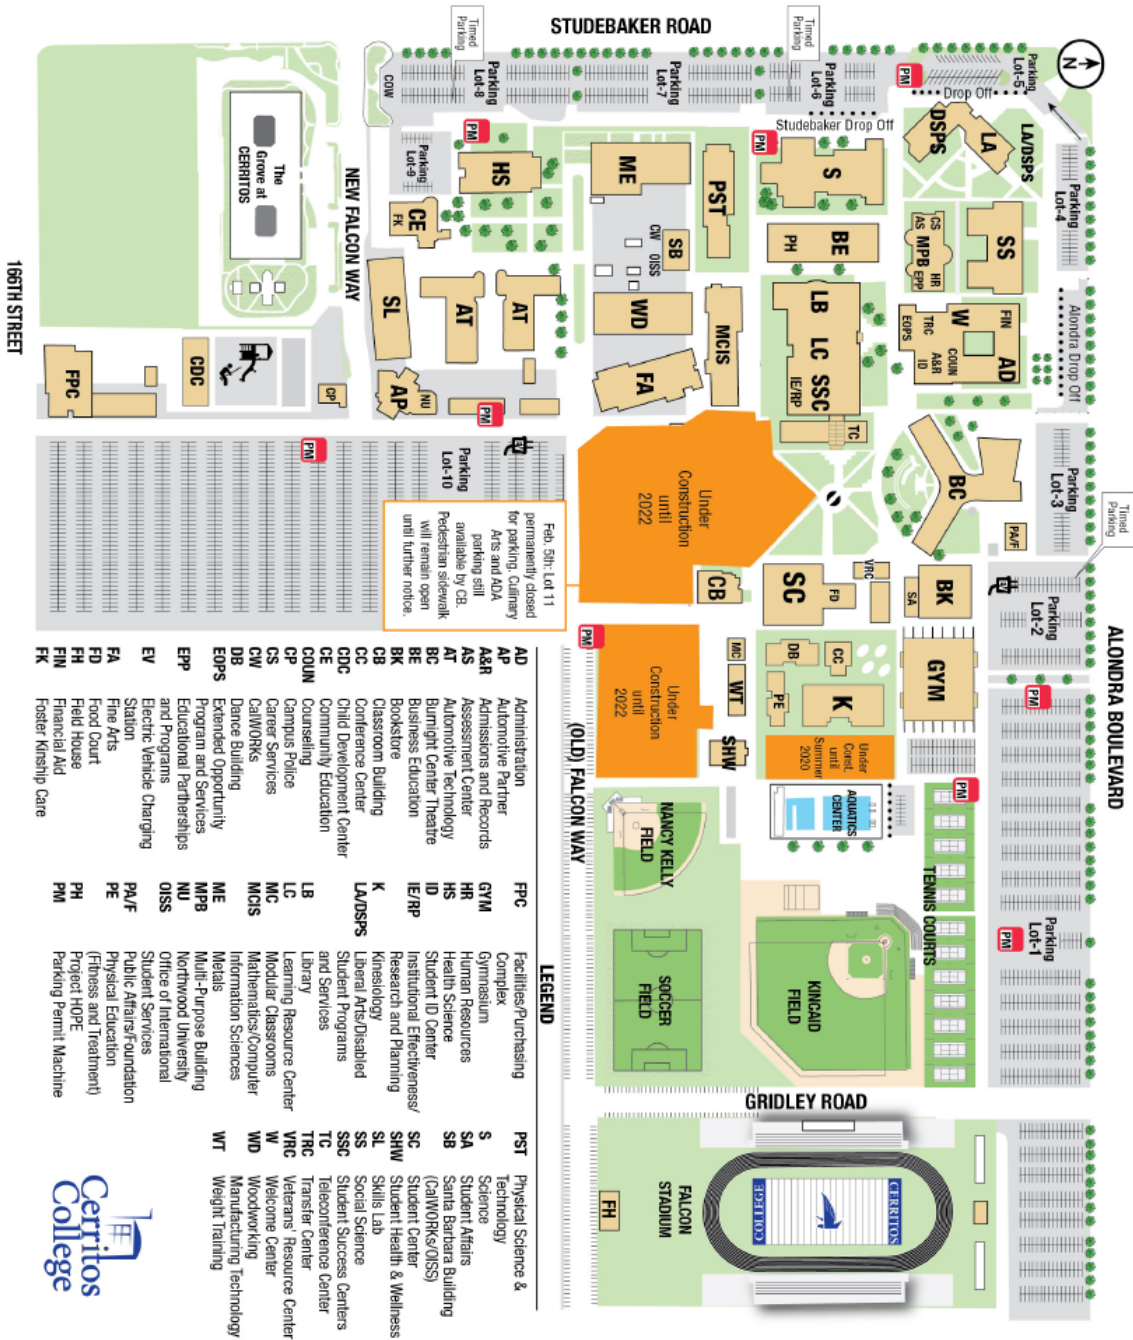 STUDEBAKER ROAD
Timed
Parking
Timed
Parking
N
COW
Parking
Lot-8
Parking
Lot-7
Parking
Lot-6
PM
Parking
Lot-5
Drop Off
Studebaker Drop Off
The
Grove at
CERRITOS
NEW FALCON WAY
166TH STREET
Parking
Lot-9
PM
HS
CE
FK
ME
PST
PM
S
DSPS
LA
LA/DSPS
Parking
Lot-4
SL
AT
AT
CW
OISS
SB
WD
MCIS
FA
BE
PH
LB
LC
SSC
IE/RP
TC
CS
AS
MPB
HR
EPP
SS
W
FIN
AD
TRC
EOPS
COUN
A&R
ID
Alondra Drop Off
FPC
CDC
CP
AP
NU
PM
PM
Parking
Lot-10
EV
Under
Construction
until
2022
BC
Parking
Lot-3
PA/F
Timed
Parking
Feb. 5th: Lot 11
permanently closed
for parking. Culinary
Arts and ADA
parking still
available by CB.
Pedestrian sidewalk
will remain open
until further notice.
CB
SC
FD
VRC
BK
SA
EV
Parking
Lot-2
ALONDRA BOULEVARD
PM
Under
Construction
until
2022
MC
WT
SHW
DB
CC
PE
K
GYM
PM
Under
Const.
until
Summer
2020
(OLD) FALCON WAY
AQUATICS
CENTER
PM
NANCY KELLY
FIELD
SOCCER
FIELD
KINCAID
FIELD
TENNIS COURTS
Parking
Lot-1
PM
GRIDLEY ROAD
FALCON
STADIUM
FH
CERRITOS
COLLEGE
LEGEND
AD Administration
AP Automotive Partner
A&R Admissions and Records
AS Assessment Center
AT Automotive Technology
BC Burnight Center Theatre
BE Business Education
BK Bookstore
CB Classroom Building
CC Conference Center
CDC Child Development Center
CE Community Education
COUN Counseling
CP Campus Police
CS Career Services
CW CalWORKs
DB Dance Building
EOPS Extended Opportunity
Program and Services
EPP Educational Partnerships
and Programs
EV Electric Vehicle Charging
Station
FA Fine Arts
FD Food Court
FH Field House
FIN Financial Aid
FK Foster Kinship Care
FPC Facilities/Purchasing
Complex
GYM Gymnasium
HR Human Resources
HS Health Science
ID Student ID Center
IE/RP Institutional Effectiveness/
Research and Planning
K Kinesiology
LA/DSPS Liberal Arts/Disabled
Student Programs
and Services
LB Library
LC Learning Resource Center
MC Modular Classrooms
MCIS Mathematics/Computer
Information Sciences
ME Metals
MPB Multi-Purpose Building
NU Northwood University
OISS Office of International
Student Services
PA/F Public Affairs/Foundation
PE Physical Education
(Fitness and Treatment)
PH Project HOPE
PM Parking Permit Machine
PST Physical Science &
Technology
S Science
SA Student Affairs
SB Santa Barbara Building
(CalWORKs/OISS)
SC Student Center
SHW Student Health & Wellness
SL Skills Lab
SS Social Science
SSC Student Success Centers
TC Teleconference Center
TRC Transfer Center
VRC Veterans' Resource Center
W Welcome Center
WD Woodworking
Manufacturing Technology
WT Weight Training
Cerritos
College